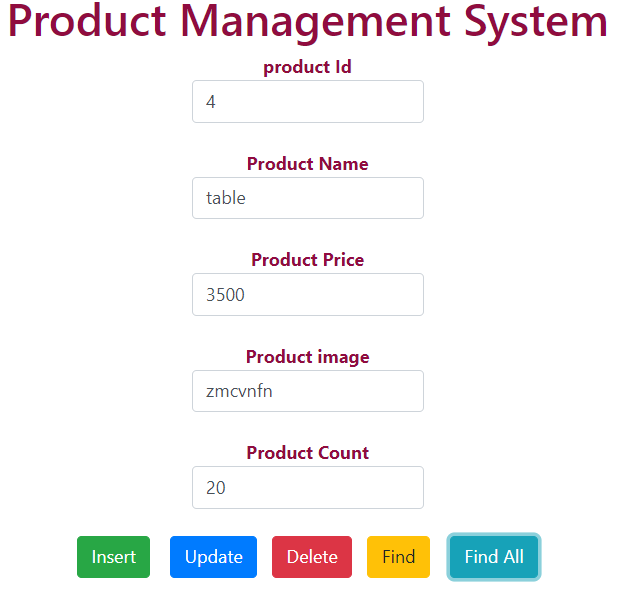 Product Management System
product Id
4
Product Name
table
Product Price
3500
Product image
zmcvnfn
Product Count
20
Insert Update Delete Find Find All